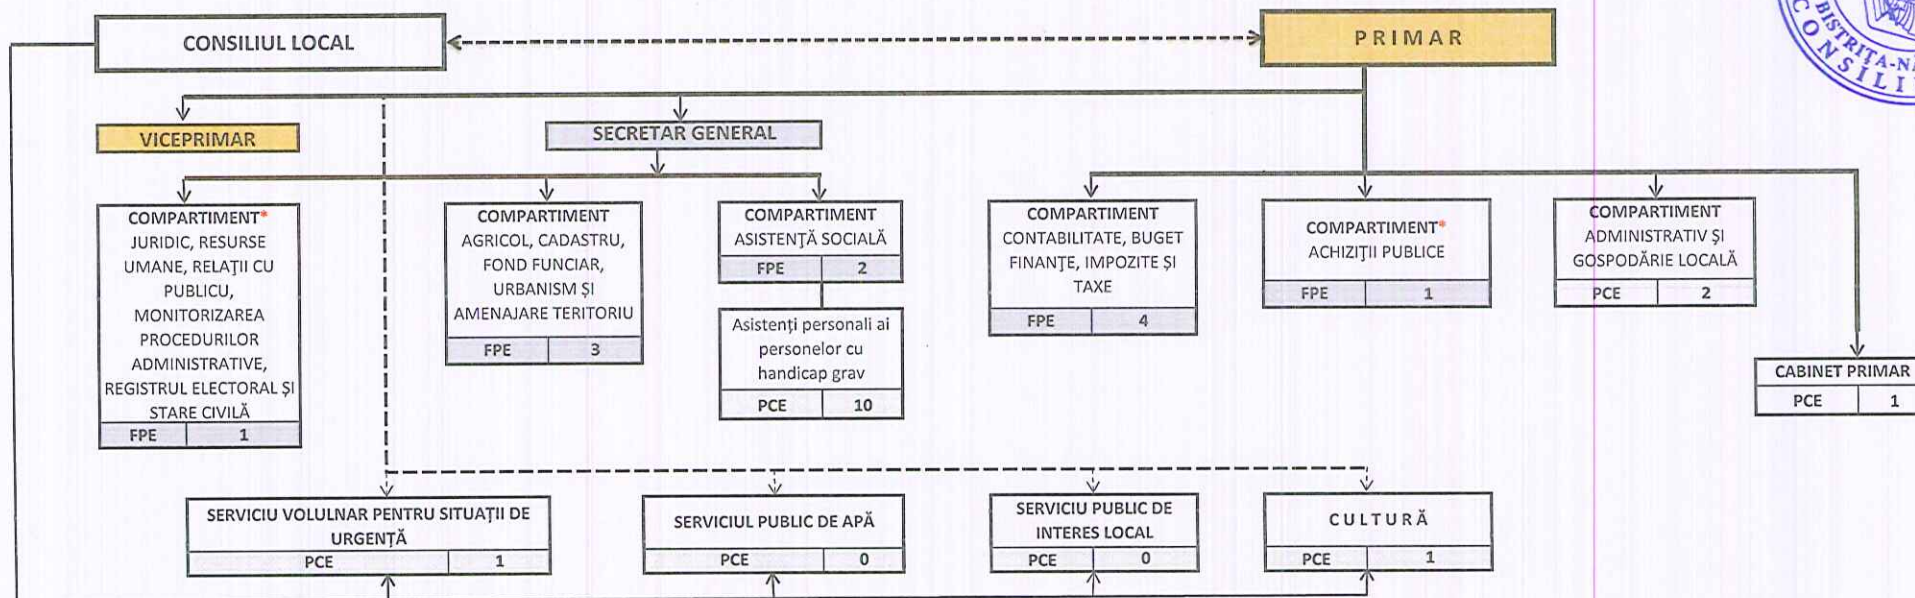 CONSILIUL LOCAL
PRIMAR
BISTRIȚA-N
CONSILI
VICEPRIMAR
SECRETAR GENERAL
COMPARTIMENT*
JURIDIC, RESURSE
UMANE, RELAȚII CU
PUBLICU,
MONITORIZAREA
PROCEDURILOR
ADMINISTRATIVE,
REGISTRUL ELECTORAL ȘI
STARE CIVILĂ
FPE 1
COMPARTIMENT
AGRICOL, CADASTRU,
FOND FUNCIAR,
URBANISM ȘI
AMENAJARE TERITORIU
FPE 3
COMPARTIMENT
ASISTENȚĂ SOCIALĂ
FPE 2
Asistenți personali ai
personelor cu
handicap grav
PCE 10
COMPARTIMENT
CONTABILITATE, BUGET
FINANȚE, IMPOZITE ȘI
TAXE
FPE 4
COMPARTIMENT*
ACHIZIȚII PUBLICE
FPE 1
COMPARTIMENT
ADMINISTRATIV ȘI
GOSPODĂRIE LOCALĂ
PCE 2
CABINET PRIMAR
PCE 1
SERVICIU VOLULNAR PENTRU SITUAȚII DE
URGENȚĂ
PCE 1
SERVICIUL PUBLIC DE APĂ
PCE 0
SERVICIU PUBLIC DE
INTERES LOCAL
PCE 0
CULTURĂ
PCE 1